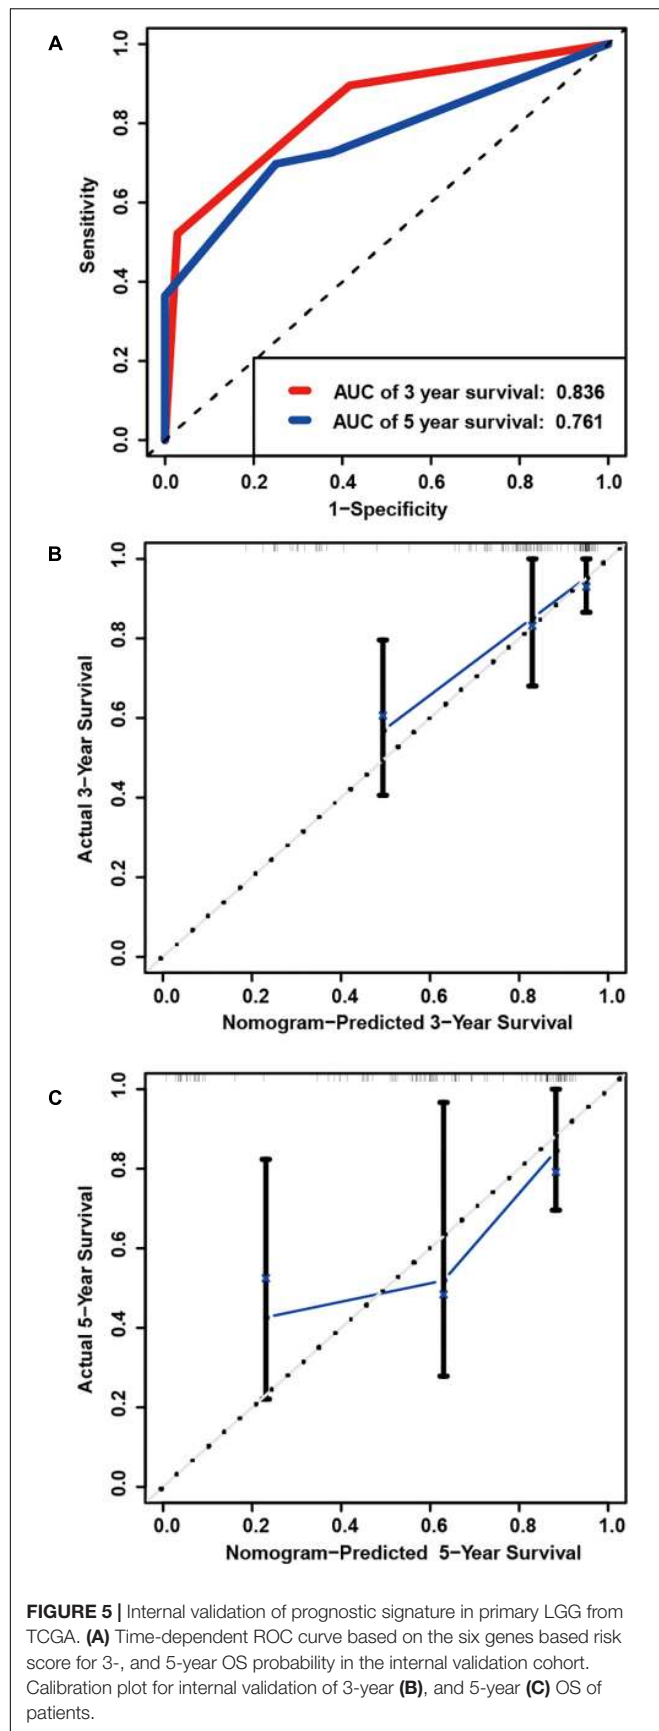 A
1.0
0.8
0.6
0.4
0.2
0.0
Sensitivity
AUC of 3 year survival: 0.836
AUC of 5 year survival: 0.761
0.0 0.2 0.4 0.6 0.8 1.0
1−Specificity
B
1.0
0.8
0.6
0.4
0.2
0.0
Actual 3−Year Survival
0.0 0.2 0.4 0.6 0.8 1.0
Nomogram−Predicted 3−Year Survival
C
1.0
0.8
0.6
0.4
0.2
0.0
Actual 5−Year Survival
0.0 0.2 0.4 0.6 0.8 1.0
Nomogram−Predicted 5−Year Survival
FIGURE 5 | Internal validation of prognostic signature in primary LGG from
TCGA. (A) Time-dependent ROC curve based on the six genes based risk
score for 3-, and 5-year OS probability in the internal validation cohort.
Calibration plot for internal validation of 3-year (B), and 5-year (C) OS of
patients.